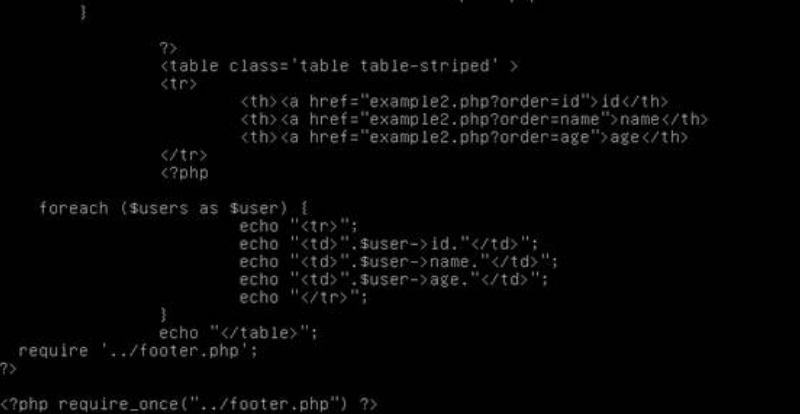 }
?>
<table class='table table-striped' >
<tr>
<th><a href="example2.php?order=id">id</th>
<th><a href="example2.php?order=name">name</th>
<th><a href="example2.php?order=age">age</th>
</tr>
<?php
foreach ($users as $user) {
echo "<tr>";
echo "<td>".$user->id."</td>";
echo "<td>".$user->name."</td>";
echo "<td>".$user->age."</td>";
echo "</tr>";
}
echo "</table>";
require '../footer.php';
?>
<?php require_once("../footer.php") ?>